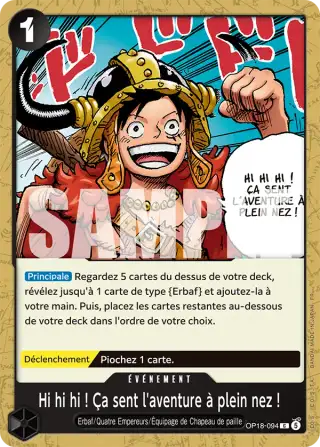 1
HI HI HI !
ÇA SENT
L'AVENTURE À
PLEIN NEZ !
SAMPLE
Principale Regardez 5 cartes du dessus de votre deck,
révélez jusqu'à 1 carte de type {Erbaf} et ajoutez-la à
votre main. Puis, placez les cartes restantes au-dessous
de votre deck dans l'ordre de votre choix.
Déclenchement Piochez 1 carte.
ÉVÉNEMENT
Hi hi hi ! Ça sent l'aventure à plein nez !
Erbaf/Quatre Empereurs/Équipage de Chapeau de paille
OP18-094 C 5